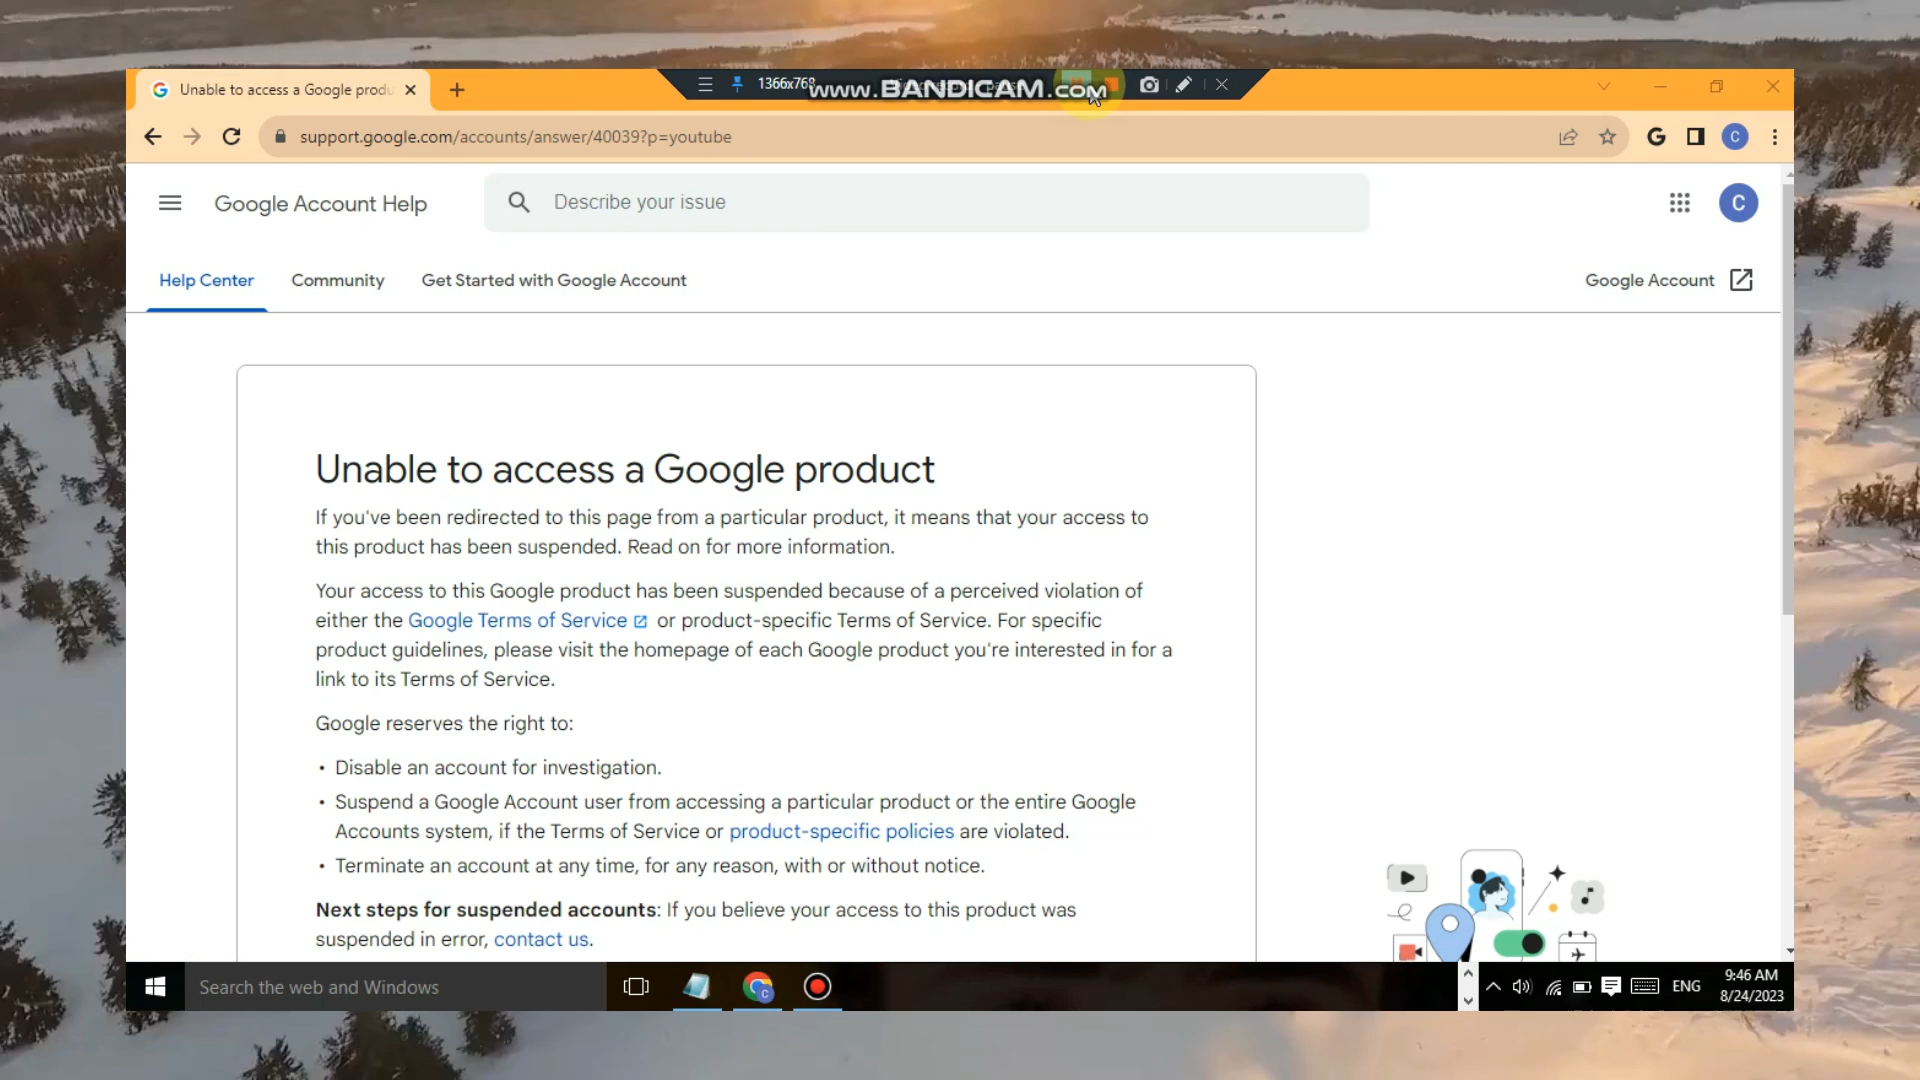 Unable to access a Google produ
1366x768
www.BANDICAM.com
support.google.com/accounts/answer/40039?p=youtube
G
C
Google Account Help
Describe your issue
C
Help Center
Community
Get Started with Google Account
Google Account
Unable to access a Google product
If you've been redirected to this page from a particular product, it means that your access to
this product has been suspended. Read on for more information.
Your access to this Google product has been suspended because of a perceived violation of
either the Google Terms of Service or product-specific Terms of Service. For specific
product guidelines, please visit the homepage of each Google product you're interested in for a
link to its Terms of Service.
Google reserves the right to:
• Disable an account for investigation.
• Suspend a Google Account user from accessing a particular product or the entire Google
Accounts system, if the Terms of Service or product-specific policies are violated.
• Terminate an account at any time, for any reason, with or without notice.
Next steps for suspended accounts: If you believe your access to this product was
suspended in error, contact us.
Search the web and Windows
C
ENG
9:46 AM
8/24/2023